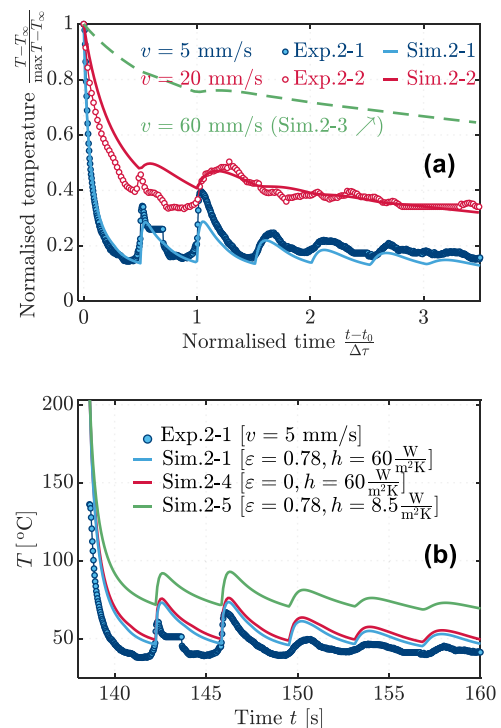 Normalised temperature (T−T∞)/(max T−T∞)
1
0.8
0.6
0.4
0.2
0
v = 5 mm/s Exp.2-1 Sim.2-1
v = 20 mm/s Exp.2-2 Sim.2-2
v = 60 mm/s (Sim.2-3 ↗)
(a)
0 1 2 3
Normalised time (t−t₀)/Δτ
T [°C]
200
150
100
50
Exp.2-1 [v = 5 mm/s]
Sim.2-1 [ε = 0.78, h = 60 W/m²K]
Sim.2-4 [ε = 0, h = 60 W/m²K]
Sim.2-5 [ε = 0.78, h = 8.5 W/m²K]
(b)
140 145 150 155 160
Time t [s]